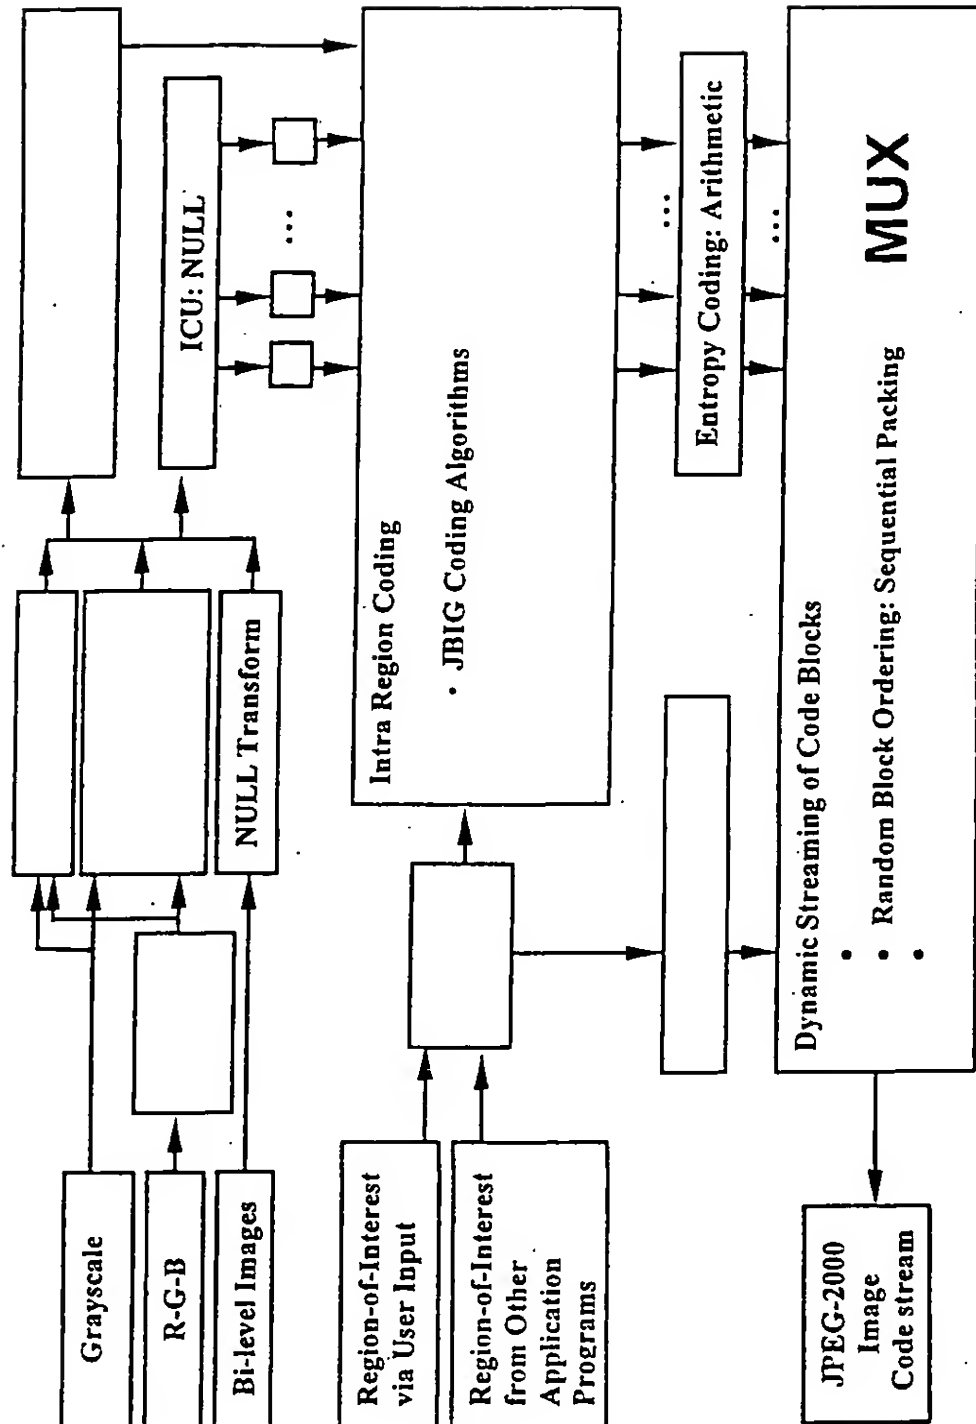 Grayscale
R-G-B
Bi-level Images
NULL Transform
ICU: NULL
...
Region-of-Interest
via User Input
Region-of-Interest
from Other
Application
Programs
Intra Region Coding
• JBIG Coding Algorithms
...
Entropy Coding: Arithmetic
...
Dynamic Streaming of Code Blocks
•
• Random Block Ordering: Sequential Packing
•
MUX
JPEG-2000
Image
Code stream